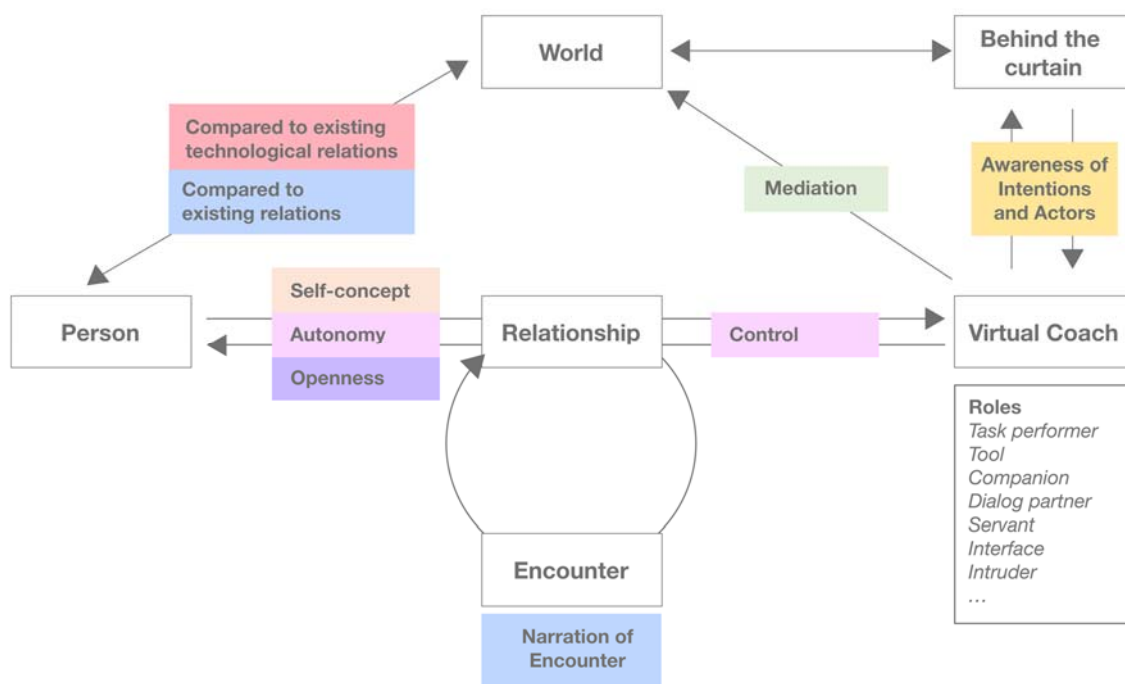 World
Behind the
curtain
Compared to existing
technological relations
Compared to
existing relations
Mediation
Awareness of
Intentions
and Actors
Person
Self-concept
Autonomy
Openness
Relationship
Control
Virtual Coach
Roles
Task performer
Tool
Companion
Dialog partner
Servant
Interface
Intruder
...
Encounter
Narration of
Encounter